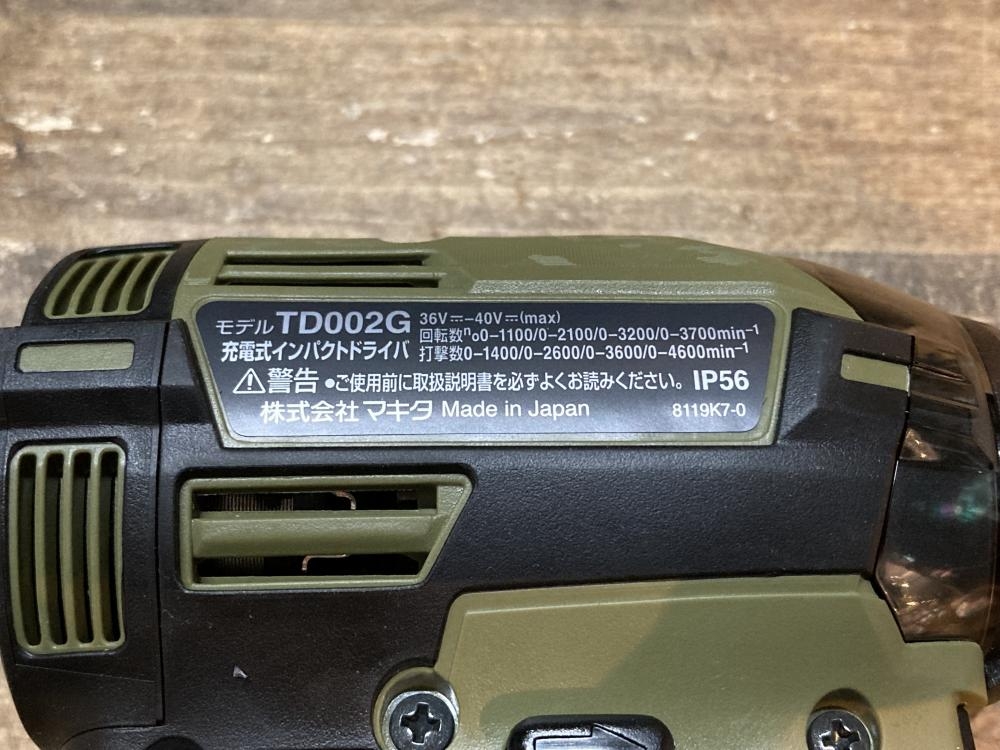 モデル TD002G 36V⎓-40V⎓(max)
回転数n₀0-1100/0-2100/0-3200/0-3700min⁻¹
充電式インパクトドライバ 打撃数0-1400/0-2600/0-3600/0-4600min⁻¹
⚠警告 ●ご使用前に取扱説明書を必ずよくお読みください。 IP56
株式会社 マキタ Made in Japan 8119K7-0